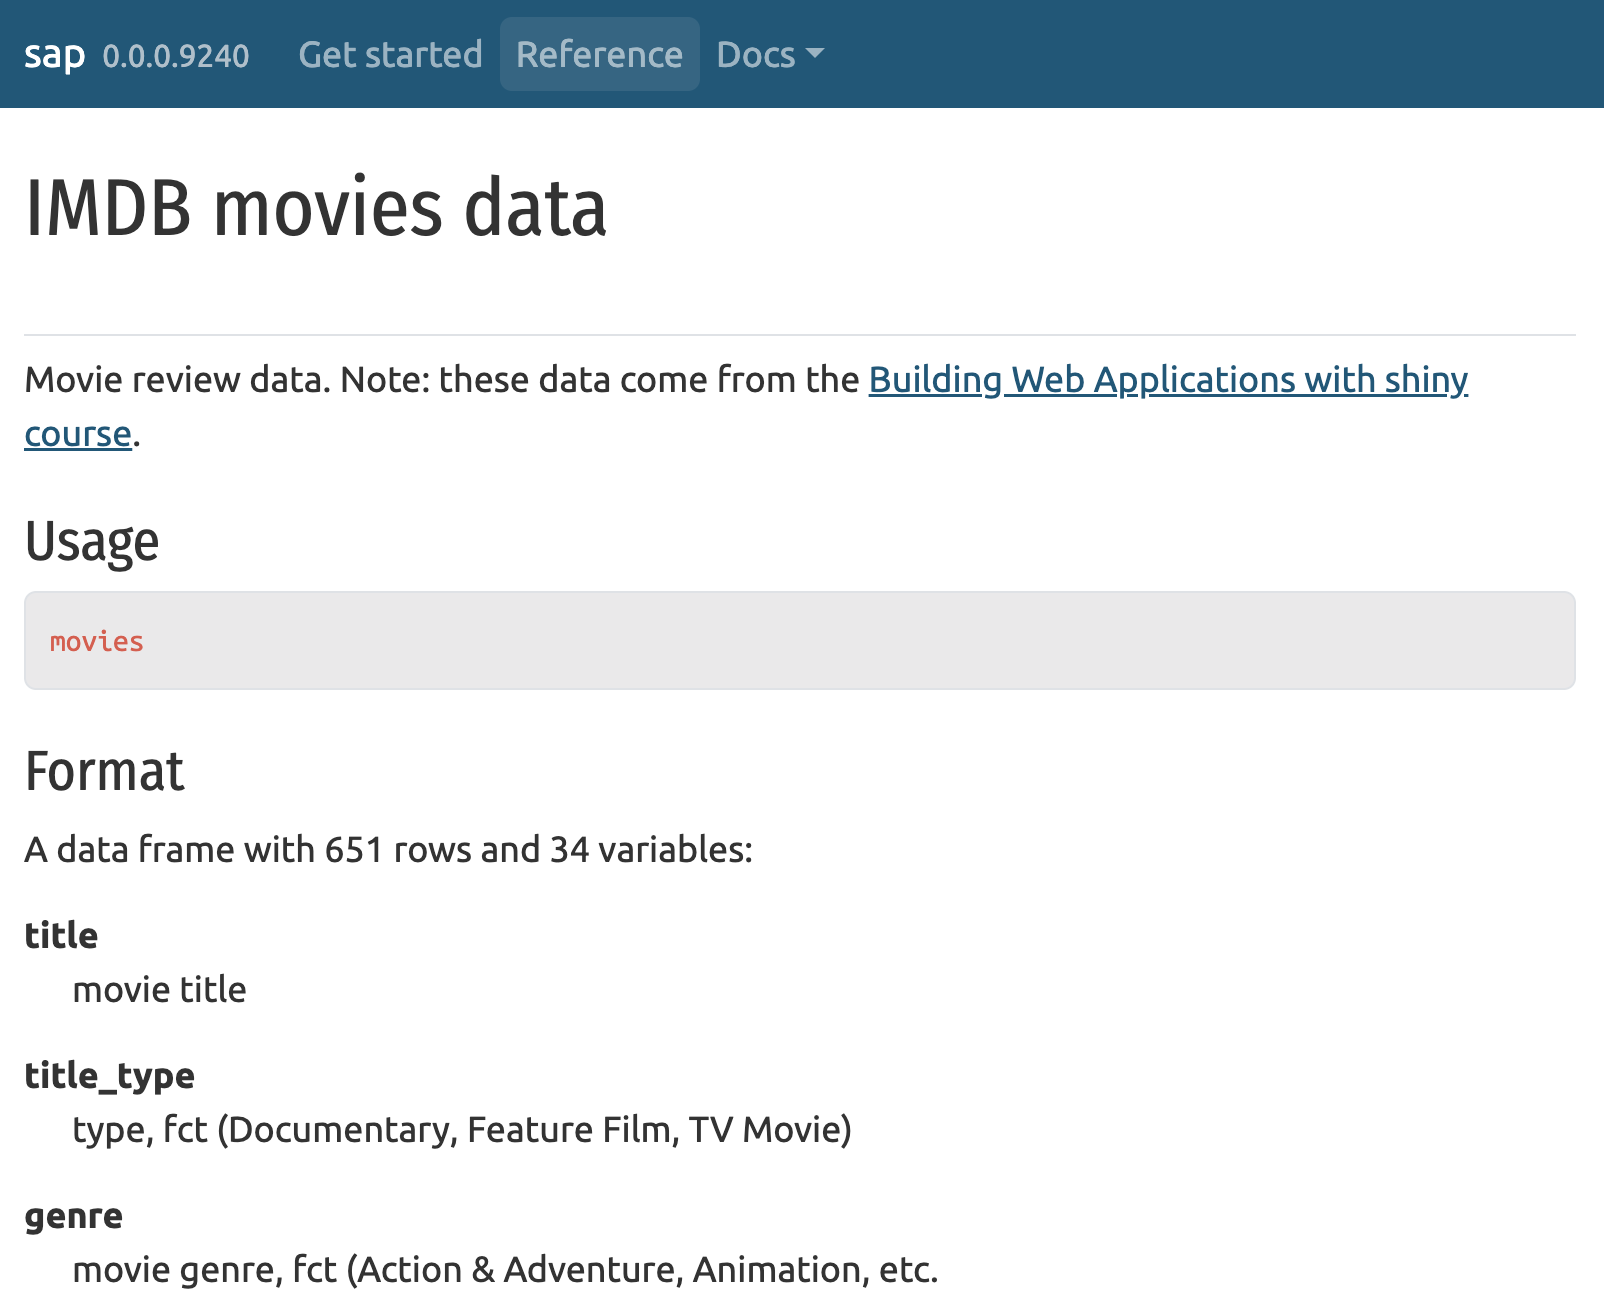 sap 0.0.0.9240 Get started Reference Docs
IMDB movies data
Movie review data. Note: these data come from the Building Web Applications with shiny
course.
Usage
movies
Format
A data frame with 651 rows and 34 variables:
title
movie title
title_type
type, fct (Documentary, Feature Film, TV Movie)
genre
movie genre, fct (Action & Adventure, Animation, etc.